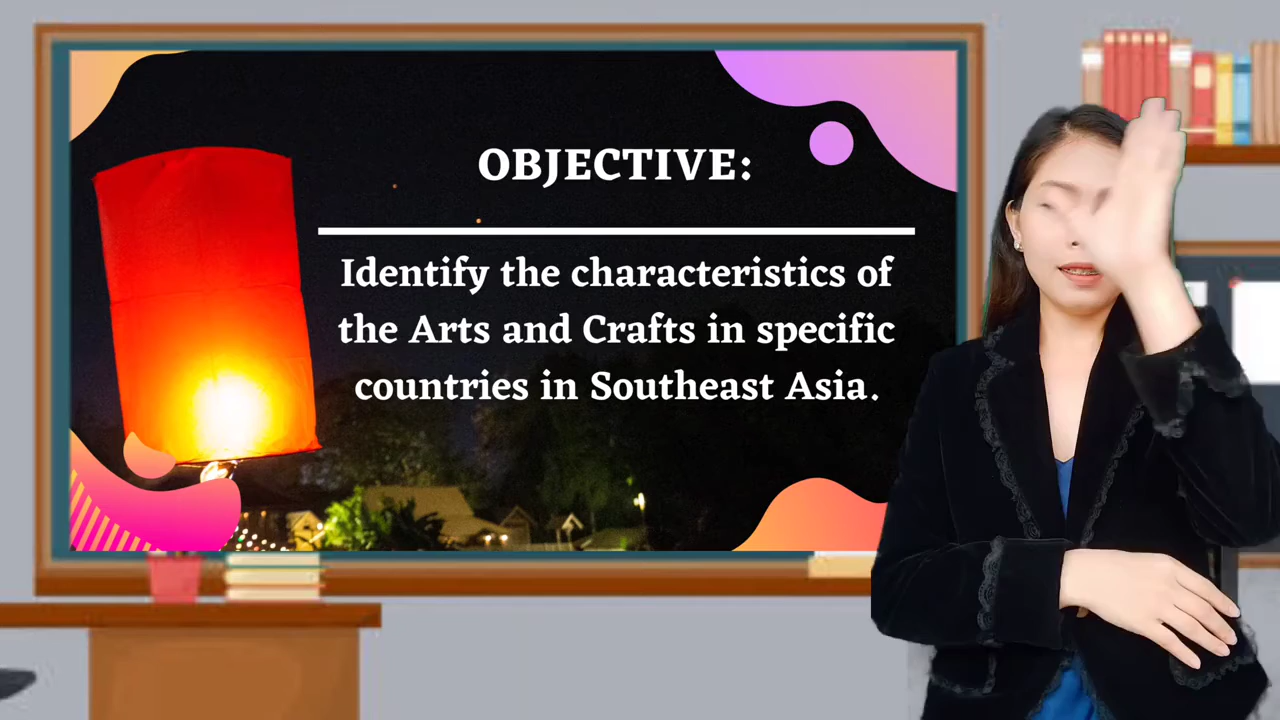 OBJECTIVE:
Identify the characteristics of
the Arts and Crafts in specific
countries in Southeast Asia.